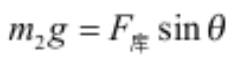 m₂g = F库 sin θ